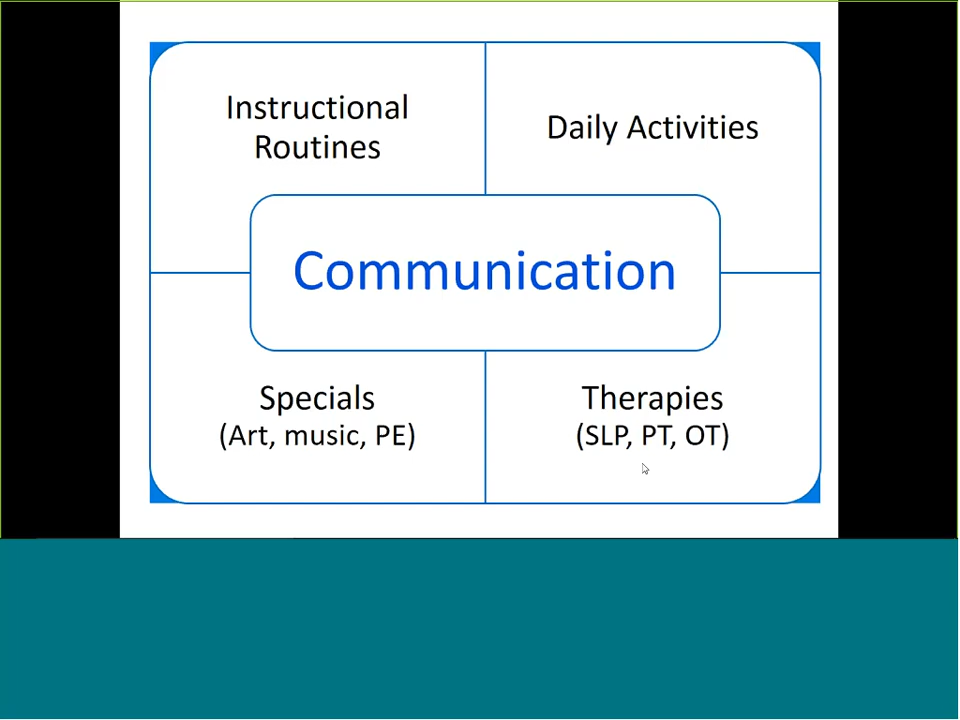 Instructional
Routines
Daily Activities
Communication
Specials
(Art, music, PE)
Therapies
(SLP, PT, OT)